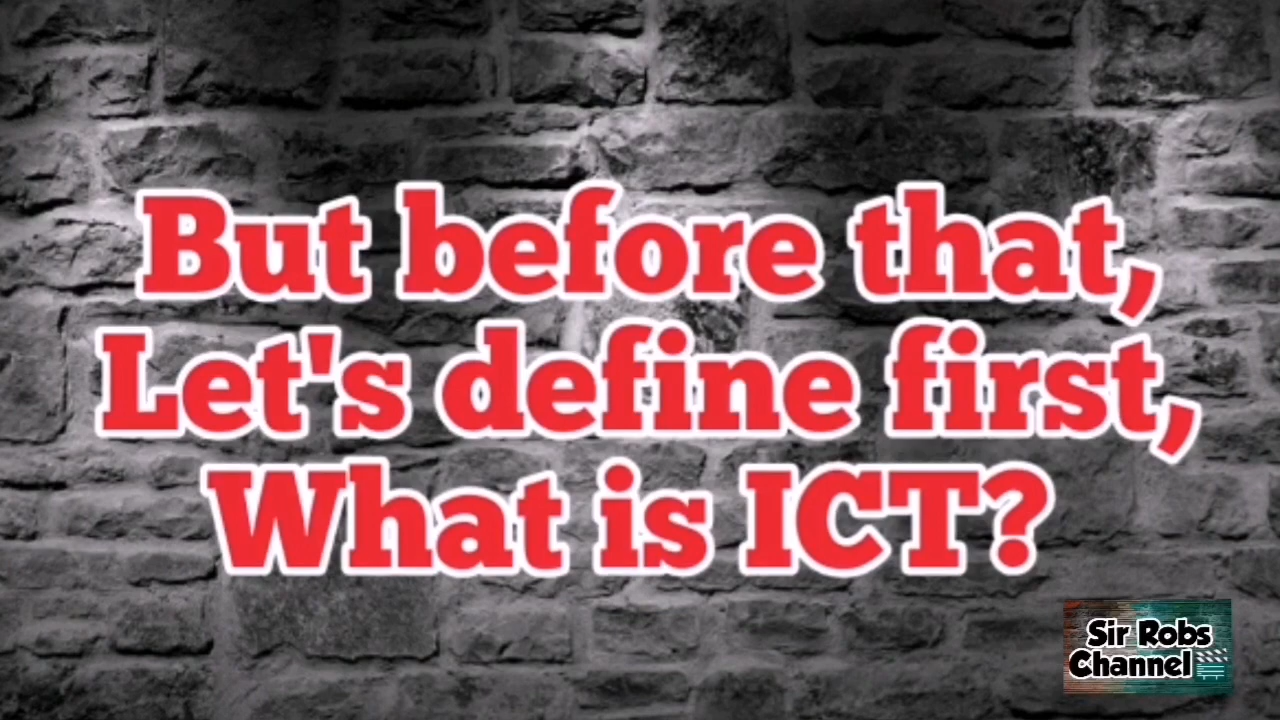 But before that,
Let's define first,
What is ICT?
Sir Robs
Channel